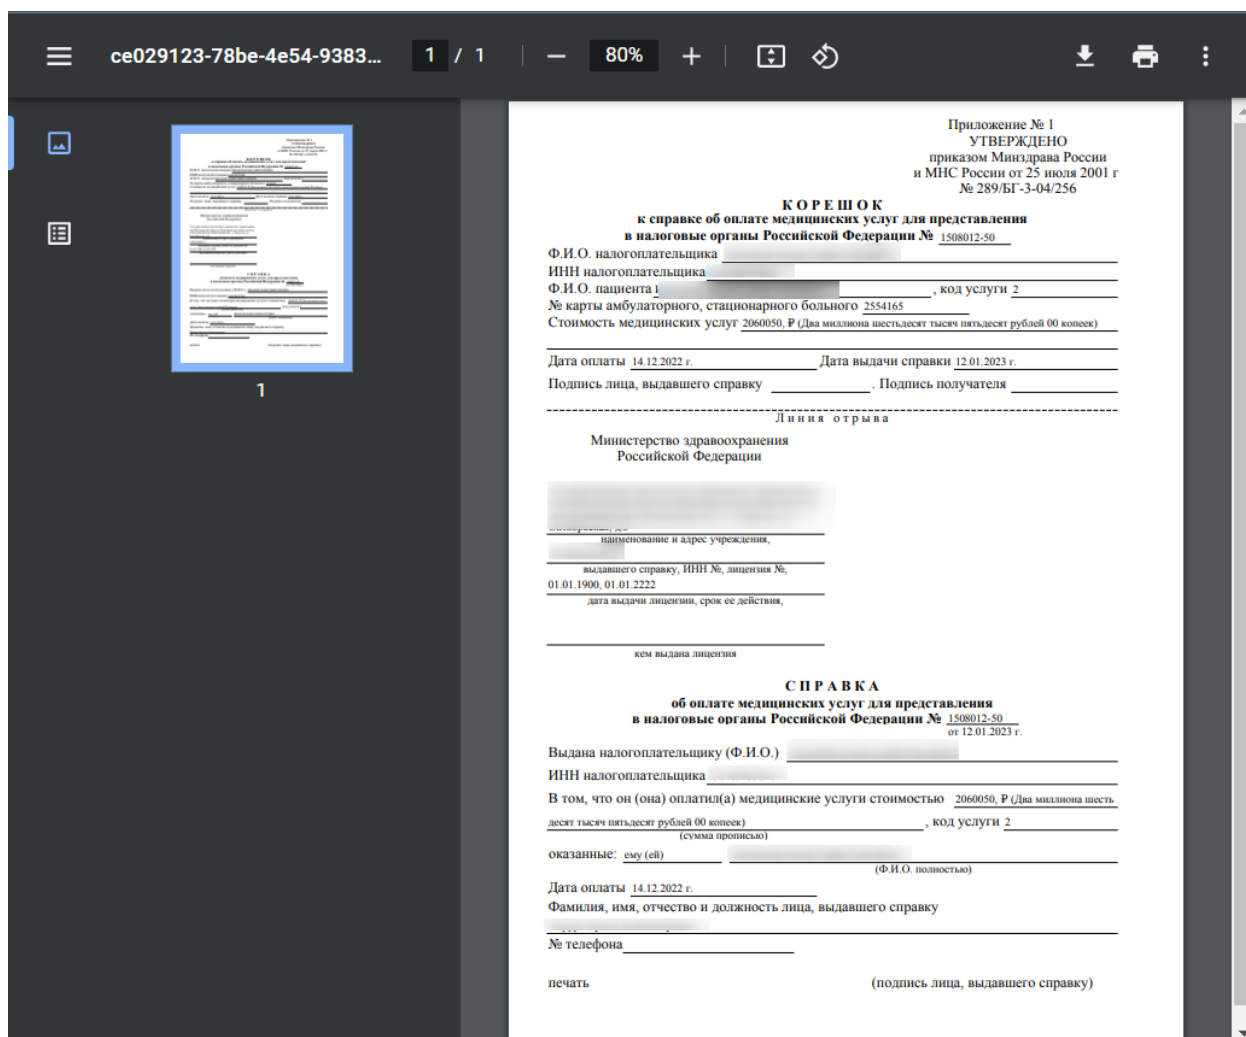 ce029123-78be-4e54-9383...
1 / 1
80%
1
Приложение № 1
УТВЕРЖДЕНО
приказом Минздрава России
и МНС России от 25 июля 2001 г
№ 289/БГ-3-04/256
К О Р Е Ш О К
к справке об оплате медицинских услуг для представления
в налоговые органы Российской Федерации № 1508012-50
Ф.И.О. налогоплательщика
ИНН налогоплательщика
Ф.И.О. пациента , код услуги 2
№ карты амбулаторного, стационарного больного 2554165
Стоимость медицинских услуг 2060050, ₽ (Два миллиона шестьдесят тысяч пятьдесят рублей 00 копеек)
Дата оплаты 14.12.2022 г. Дата выдачи справки 12.01.2023 г.
Подпись лица, выдавшего справку . Подпись получателя
Л и н и я о т р ы в а
Министерство здравоохранения
Российской Федерации
наименование и адрес учреждения,
выдавшего справку, ИНН №, лицензия №,
01.01.1900, 01.01.2222
дата выдачи лицензии, срок ее действия,
кем выдана лицензия
С П Р А В К А
об оплате медицинских услуг для представления
в налоговые органы Российской Федерации № 1508012-50
от 12.01.2023 г.
Выдана налогоплательщику (Ф.И.О.)
ИНН налогоплательщика
В том, что он (она) оплатил(а) медицинские услуги стоимостью 2060050, ₽ (Два миллиона шесть
десят тысяч пятьдесят рублей 00 копеек) , код услуги 2
(сумма прописью)
оказанные: ему (ей)
(Ф.И.О. полностью)
Дата оплаты 14.12.2022 г.
Фамилия, имя, отчество и должность лица, выдавшего справку
№ телефона
печать (подпись лица, выдавшего справку)